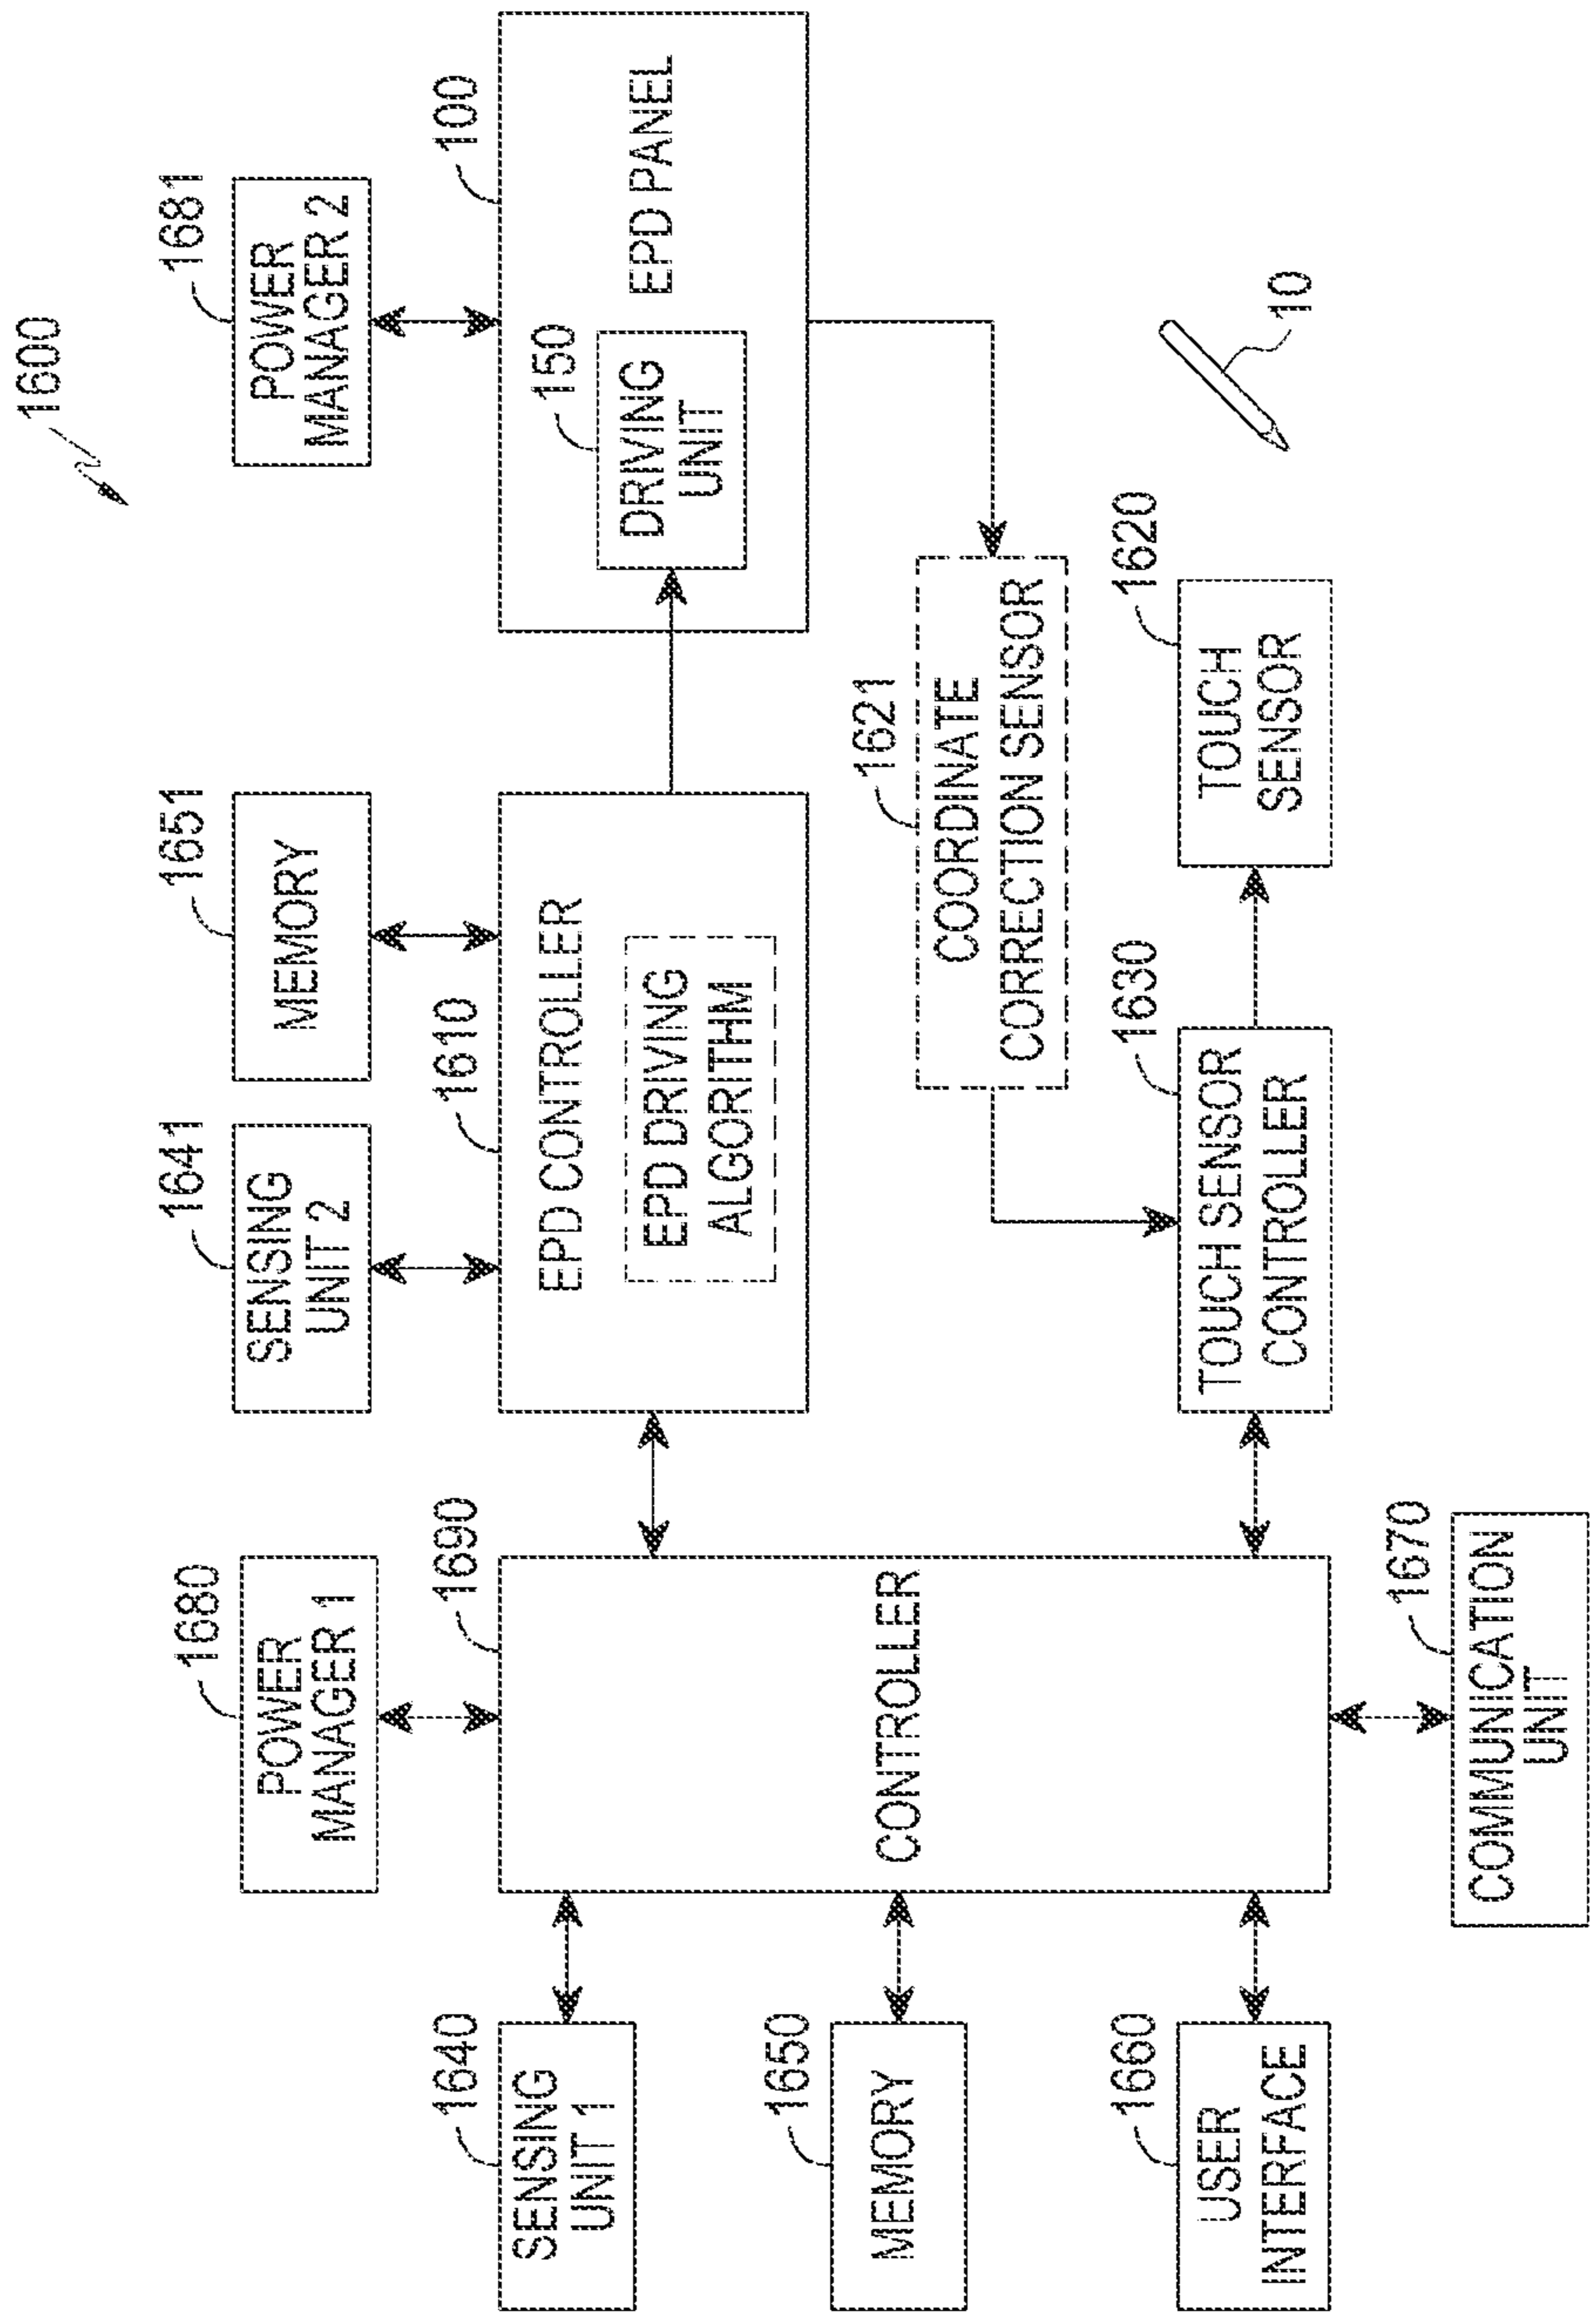 1600
POWER
MANAGER 1
1680
SENSING
UNIT 2
1641
MEMORY
1651
POWER
MANAGER 2
1681
SENSING
UNIT 1
1640
1690
CONTROLLER
EPD CONTROLLER
1610
EPD DRIVING
ALGORITHM
EPD PANEL
100
DRIVING
UNIT
150
MEMORY
1650
COORDINATE
CORRECTION SENSOR
1621
USER
INTERFACE
1660
TOUCH SENSOR
CONTROLLER
1630
TOUCH
SENSOR
1620
10
COMMUNICATION
UNIT
1670